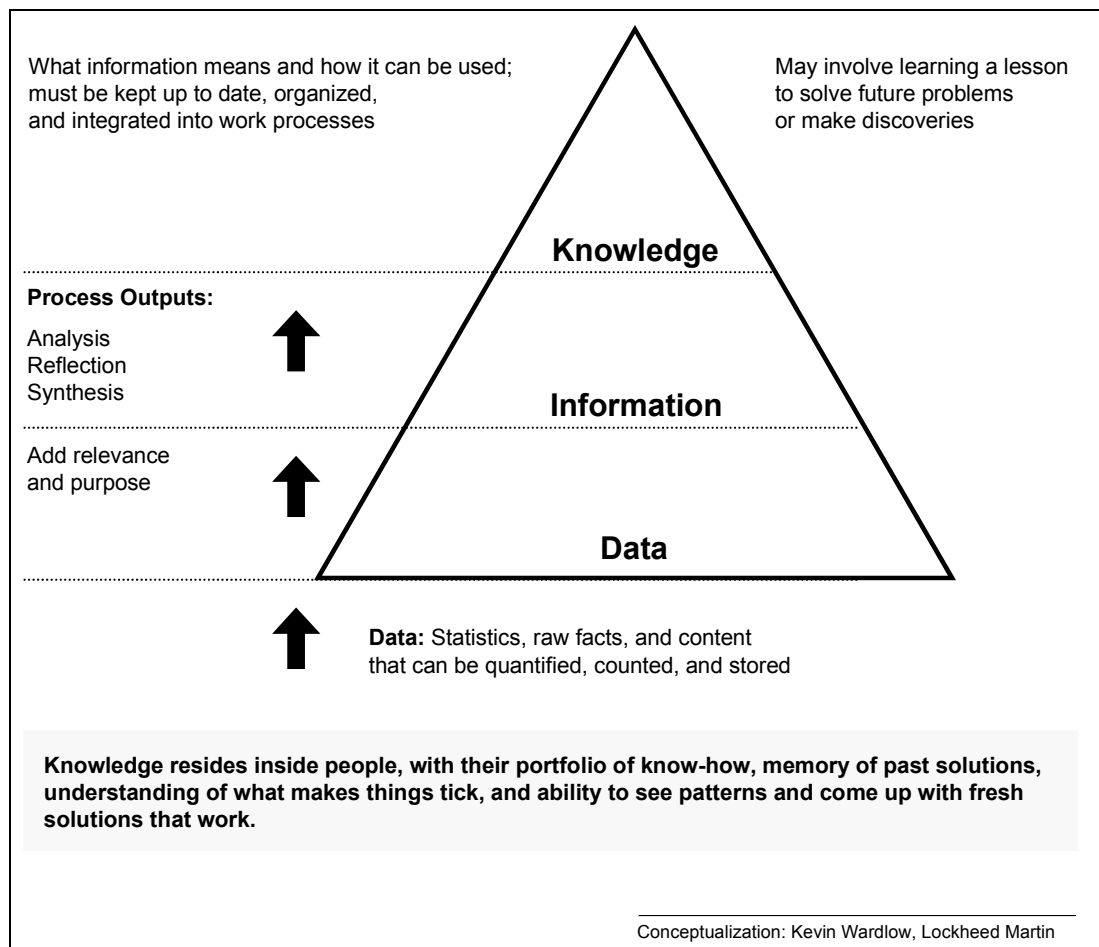 What information means and how it can be used;
must be kept up to date, organized,
and integrated into work processes
May involve learning a lesson
to solve future problems
or make discoveries
Knowledge
Process Outputs:
Analysis
Reflection
Synthesis
Information
Add relevance
and purpose
Data
Data: Statistics, raw facts, and content
that can be quantified, counted, and stored
Knowledge resides inside people, with their portfolio of know-how, memory of past solutions,
understanding of what makes things tick, and ability to see patterns and come up with fresh
solutions that work.
Conceptualization: Kevin Wardlow, Lockheed Martin